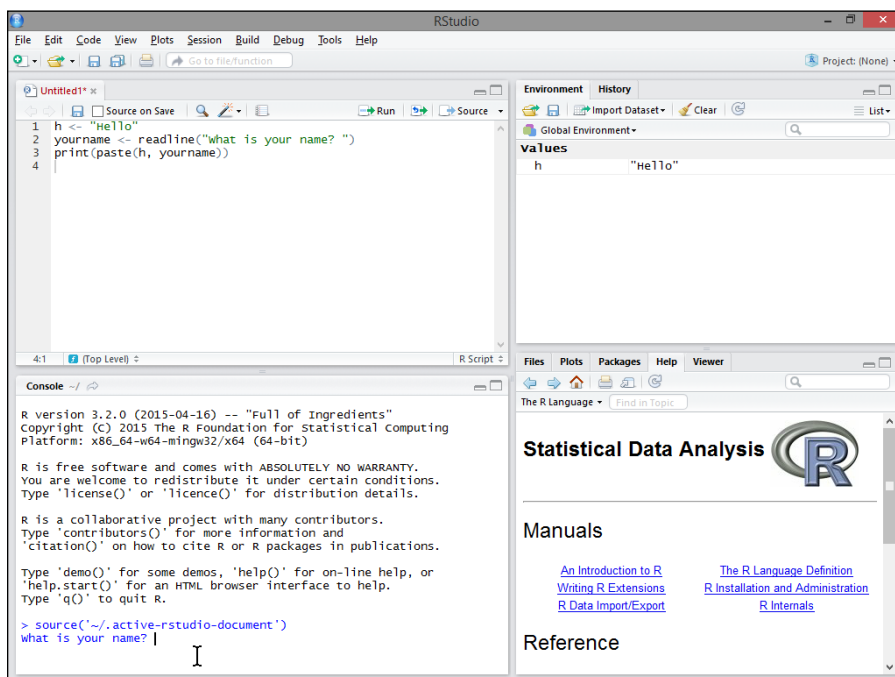 RStudio
File Edit Code View Plots Session Build Debug Tools Help
Go to file/function
Project: (None)
Untitled1*
Source on Save
Run
Source
1 h <- "Hello"
2 yourname <- readline("What is your name? ")
3 print(paste(h, yourname))
4
4:1 (Top Level)
R Script
Console ~/
R version 3.2.0 (2015-04-16) -- "Full of Ingredients"
Copyright (C) 2015 The R Foundation for Statistical Computing
Platform: x86_64-w64-mingw32/x64 (64-bit)
R is free software and comes with ABSOLUTELY NO WARRANTY.
You are welcome to redistribute it under certain conditions.
Type 'license()' or 'licence()' for distribution details.
R is a collaborative project with many contributors.
Type 'contributors()' for more information and
'citation()' on how to cite R or R packages in publications.
Type 'demo()' for some demos, 'help()' for on-line help, or
'help.start()' for an HTML browser interface to help.
Type 'q()' to quit R.
> source('~/.active-rstudio-document')
What is your name?
Environment History
Import Dataset Clear
List
Global Environment
Values
h "Hello"
Files Plots Packages Help Viewer
The R Language
Find in Topic
Statistical Data Analysis R
Manuals
An Introduction to R The R Language Definition
Writing R Extensions R Installation and Administration
R Data Import/Export R Internals
Reference